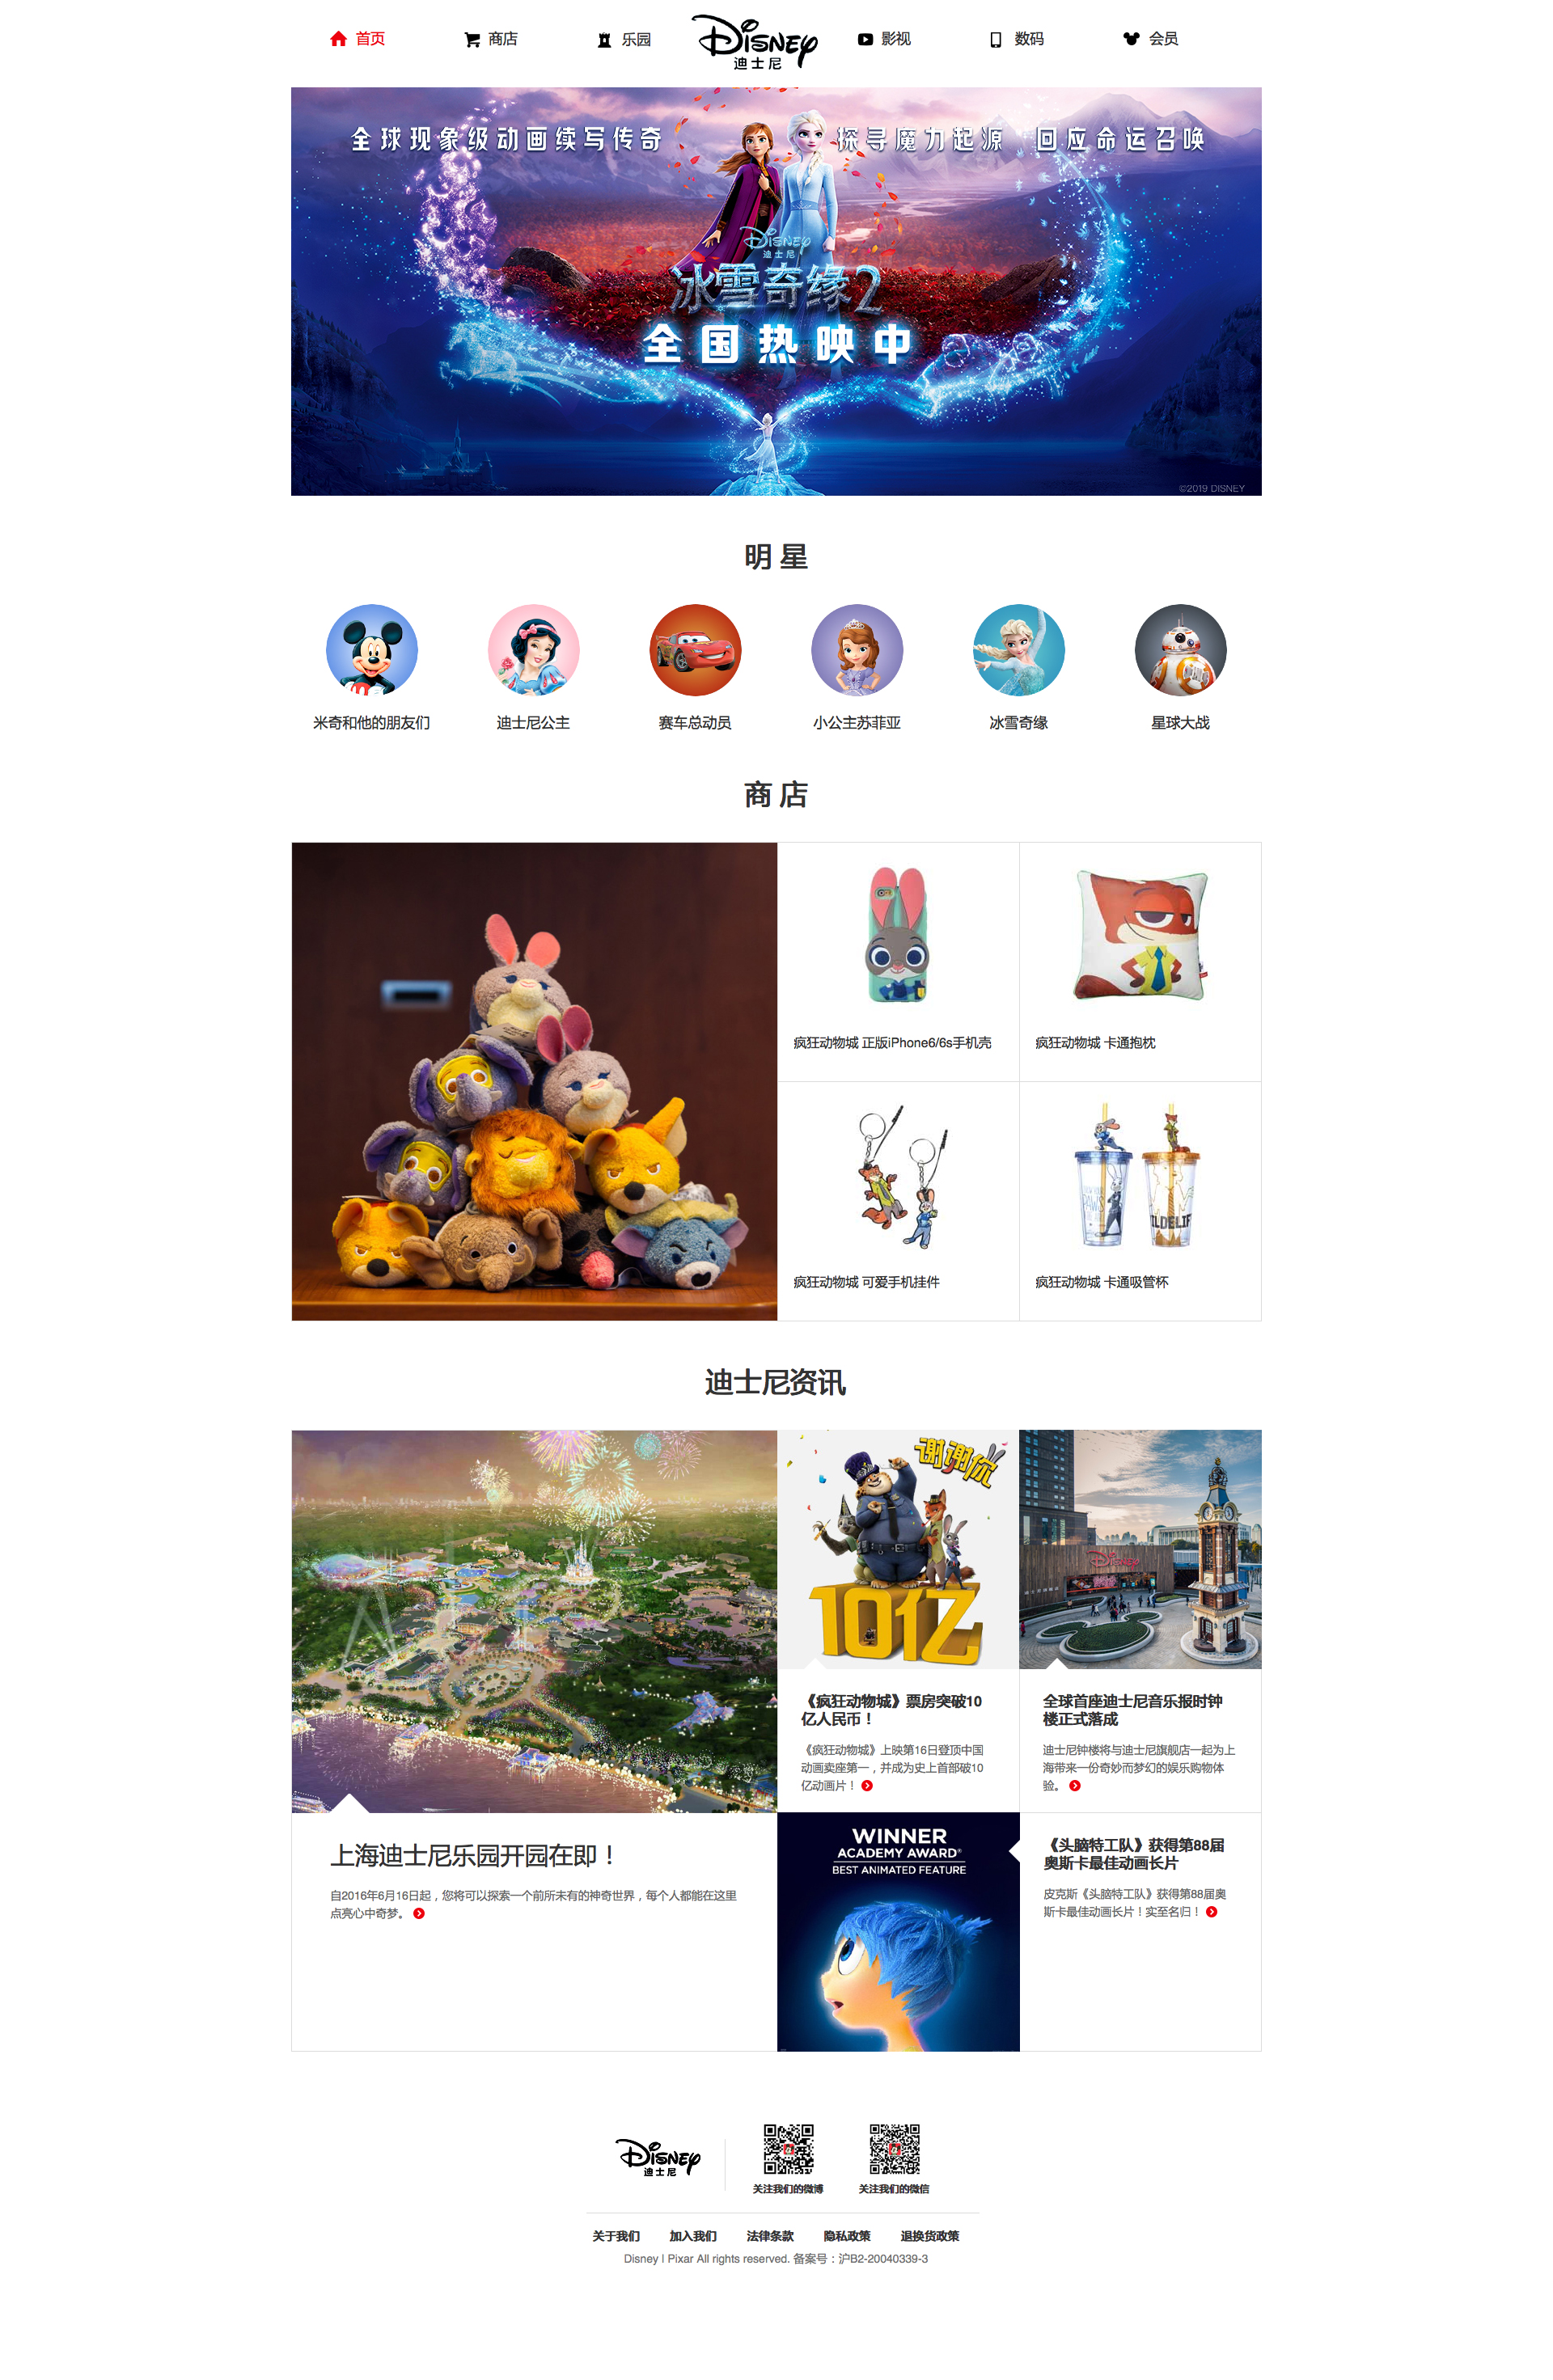 首页
商店
乐园
DISNEY
迪士尼
影视
数码
会员
全球现象级动画续写传奇
探寻魔力起源 回应命运召唤
DISNEY
迪士尼
冰雪奇缘2
全国热映中
©2019 DISNEY
明 星
米奇和他的朋友们
迪士尼公主
赛车总动员
小公主苏菲亚
冰雪奇缘
星球大战
商 店
疯狂动物城 正版iPhone6/6s手机壳
疯狂动物城 卡通抱枕
疯狂动物城 可爱手机挂件
疯狂动物城 卡通吸管杯
迪士尼资讯
谢谢你
101亿
DISNEY
《疯狂动物城》票房突破10
亿人民币！
《疯狂动物城》上映第16日登顶中国
动画卖座第一，并成为史上首部破10
亿动画片！
全球首座迪士尼音乐报时钟
楼正式落成
迪士尼钟楼将与迪士尼旗舰店一起为上
海带来一份奇妙而梦幻的娱乐购物体
验。
上海迪士尼乐园开园在即！
自2016年6月16日起，您将可以探索一个前所未有的神奇世界，每个人都能在这里
点亮心中奇梦。
WINNER
ACADEMY AWARD®
BEST ANIMATED FEATURE
《头脑特工队》获得第88届
奥斯卡最佳动画长片
皮克斯《头脑特工队》获得第88届奥
斯卡最佳动画长片！实至名归！
DISNEY
迪士尼
关注我们的微博
关注我们的微信
关于我们
加入我们
法律条款
隐私政策
退换货政策
Disney | Pixar All rights reserved. 备案号：沪B2-20040339-3